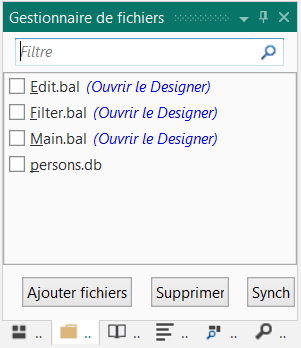 Gestionnaire de fichiers
Filtre
Edit.bal (Ouvrir le Designer)
Filter.bal (Ouvrir le Designer)
Main.bal (Ouvrir le Designer)
persons.db
Ajouter fichiers Supprimer Synch
.. .. .. .. .. ..